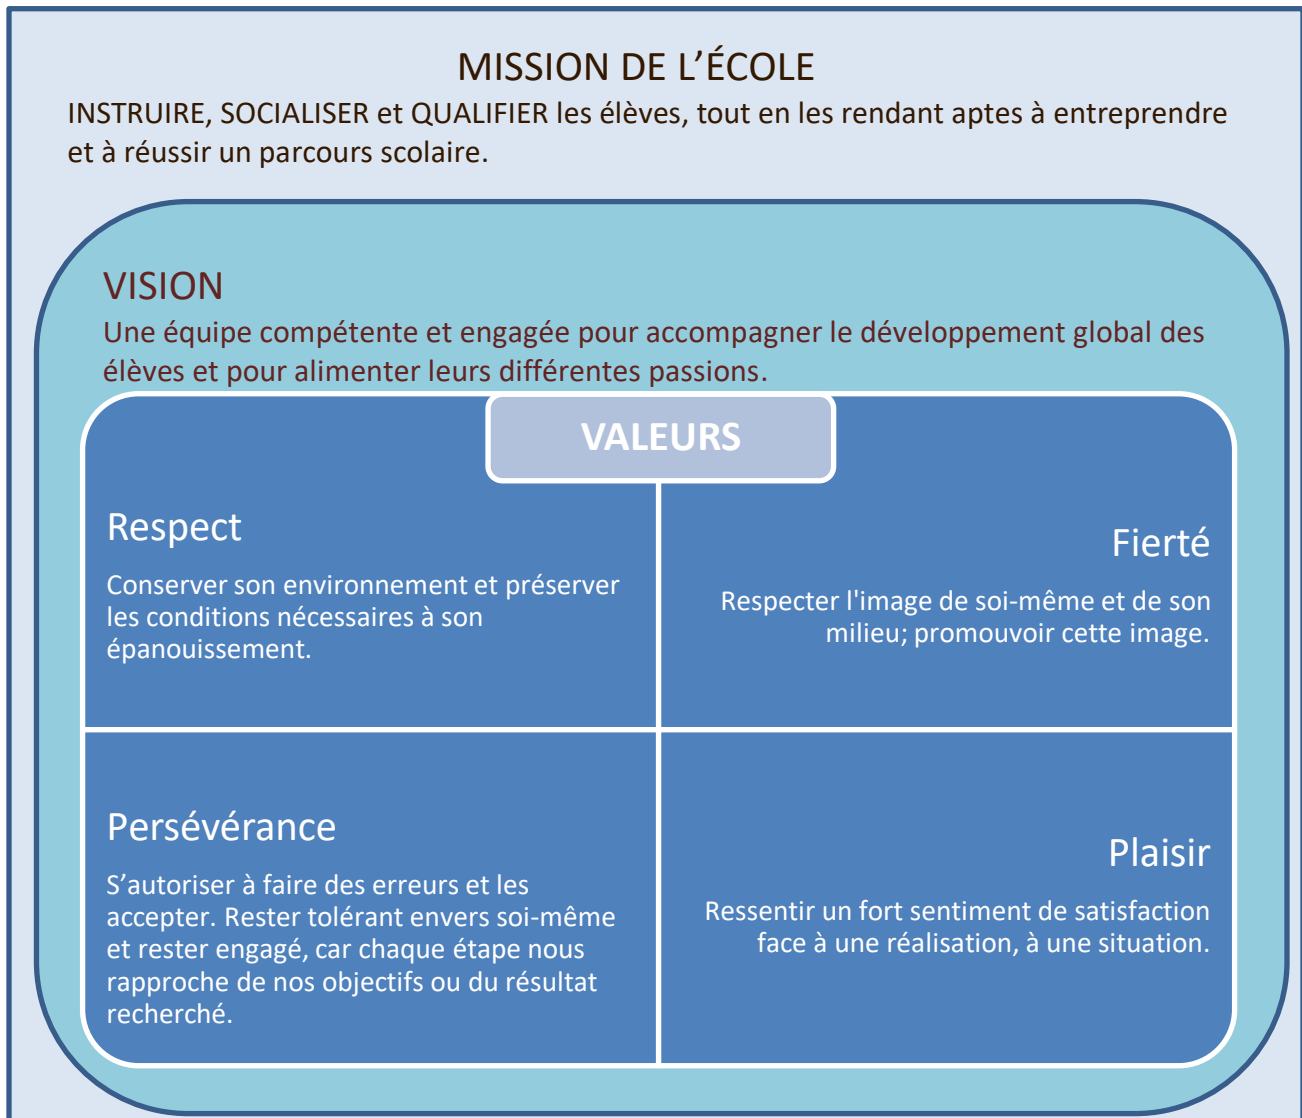 MISSION DE L’ÉCOLE
INSTRUIRE, SOCIALISER et QUALIFIER les élèves, tout en les rendant aptes à entreprendre
et à réussir un parcours scolaire.
VISION
Une équipe compétente et engagée pour accompagner le développement global des
élèves et pour alimenter leurs différentes passions.
VALEURS
Respect
Conserver son environnement et préserver
les conditions nécessaires à son
épanouissement.
Fierté
Respecter l'image de soi-même et de son
milieu; promouvoir cette image.
Persévérance
S’autoriser à faire des erreurs et les
accepter. Rester tolérant envers soi-même
et rester engagé, car chaque étape nous
rapproche de nos objectifs ou du résultat
recherché.
Plaisir
Ressentir un fort sentiment de satisfaction
face à une réalisation, à une situation.